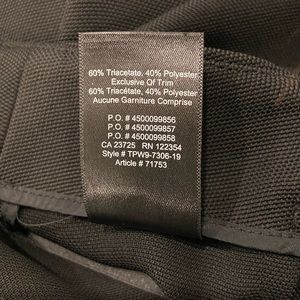 60% Triacetate, 40% Polyester
Exclusive Of Trim
60% Triacétate, 40% Polyester
Aucune Garniture Comprise
P.O. # 4500099856
P.O. # 4500099857
P.O. # 4500099858
CA 23725 RN 122354
Style # TPW9-7306-19
Article # 71753